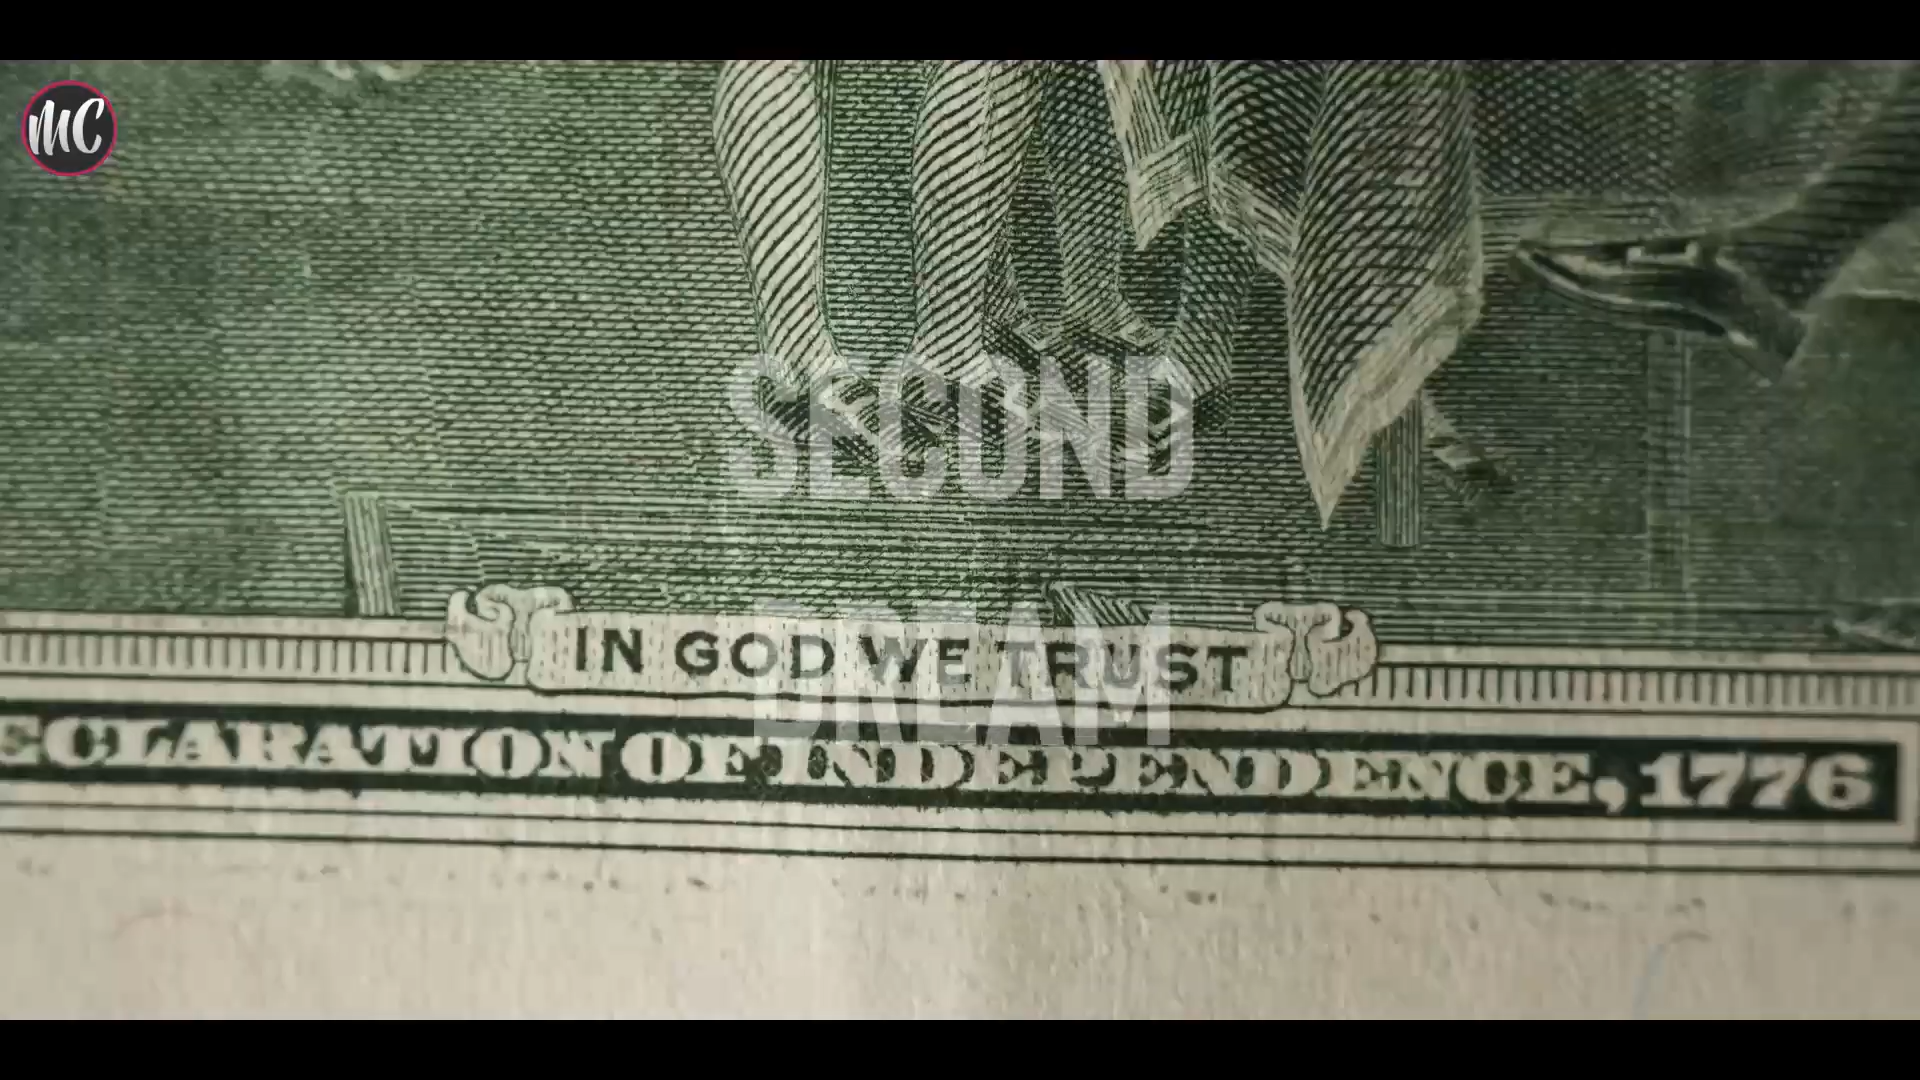 MC
SECOND
DREAM
IN GOD WE TRUST
ECLARATION OF INDEPENDENCE, 1776